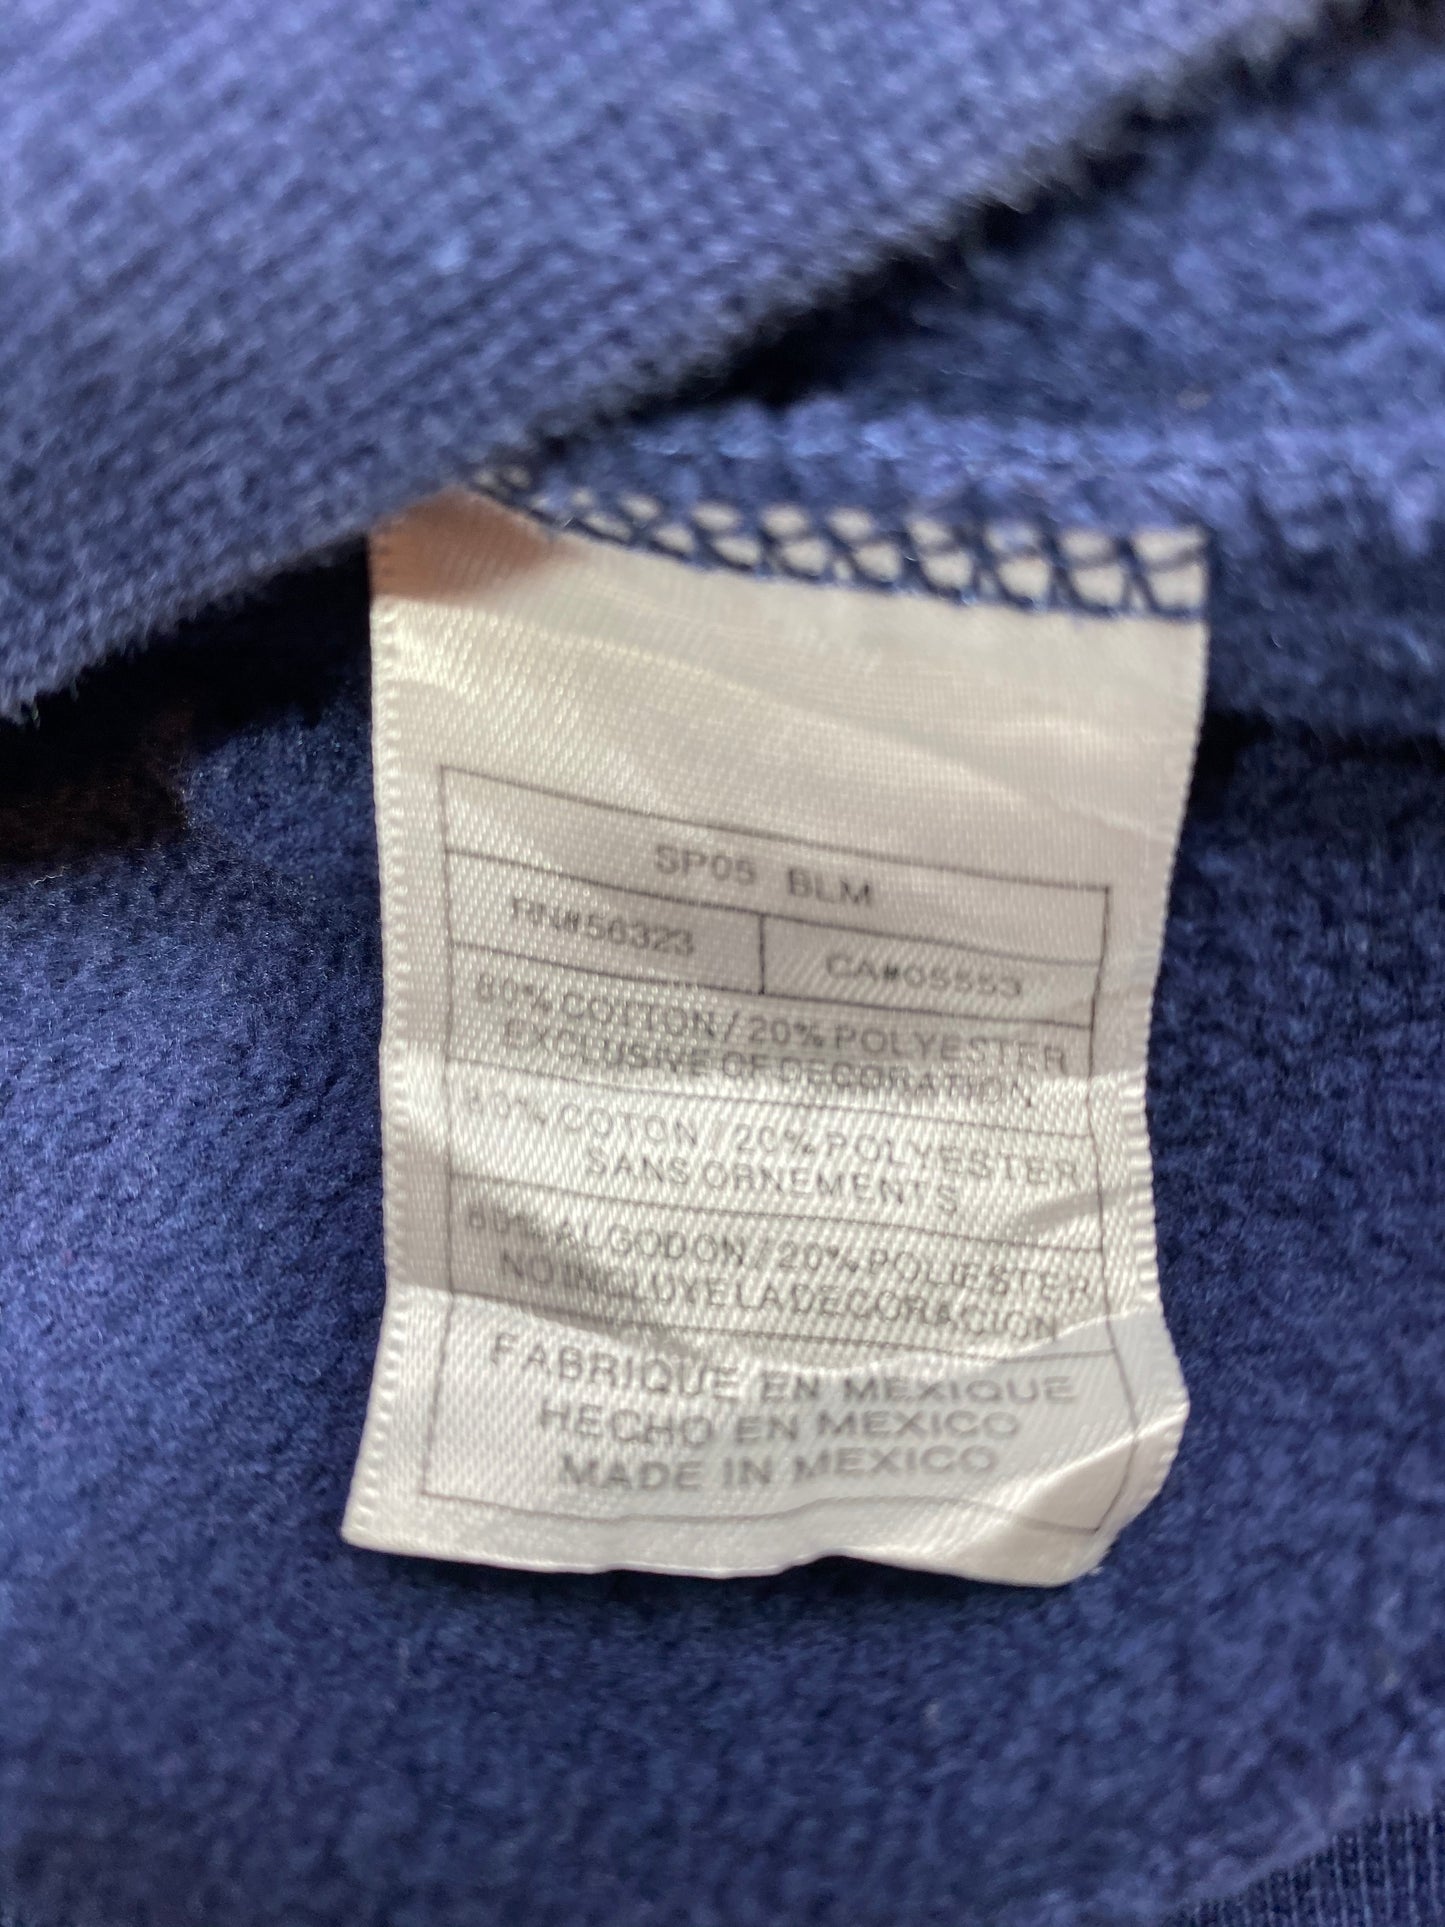 SP05 BLM
RN#56323 CA#05553
80% COTTON/20% POLYESTER
EXCLUSIVE OF DECORATION
80% COTON/20% POLYESTER
SANS ORNEMENTS
80% ALGODON/20% POLIESTER
NO INCLUYE LA DECORACION
FABRIQUE EN MEXIQUE
HECHO EN MEXICO
MADE IN MEXICO